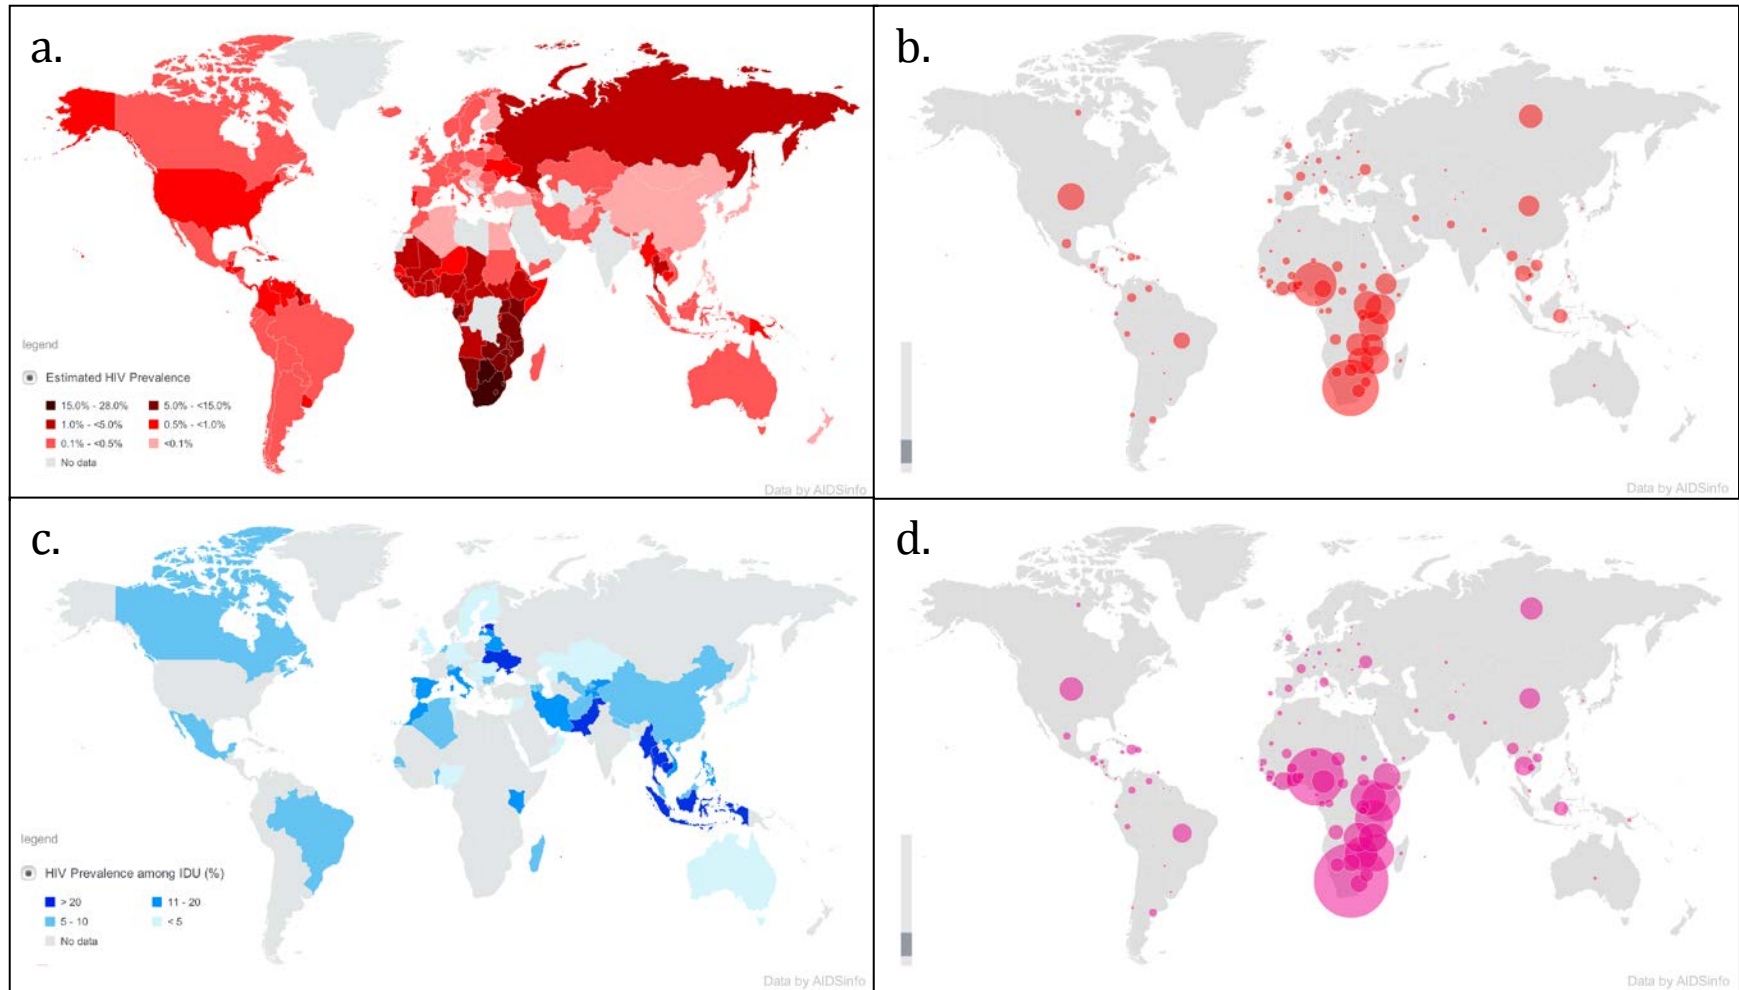 a.
legend
Estimated HIV Prevalence
15.0% - 28.0% 5.0% - <15.0%
1.0% - <5.0% 0.5% - <1.0%
0.1% - <0.5% <0.1%
No data
Data by AIDSinfo
b.
Data by AIDSinfo
c.
legend
HIV Prevalence among IDU (%)
> 20 11 - 20
5 - 10 < 5
No data
Data by AIDSinfo
d.
Data by AIDSinfo